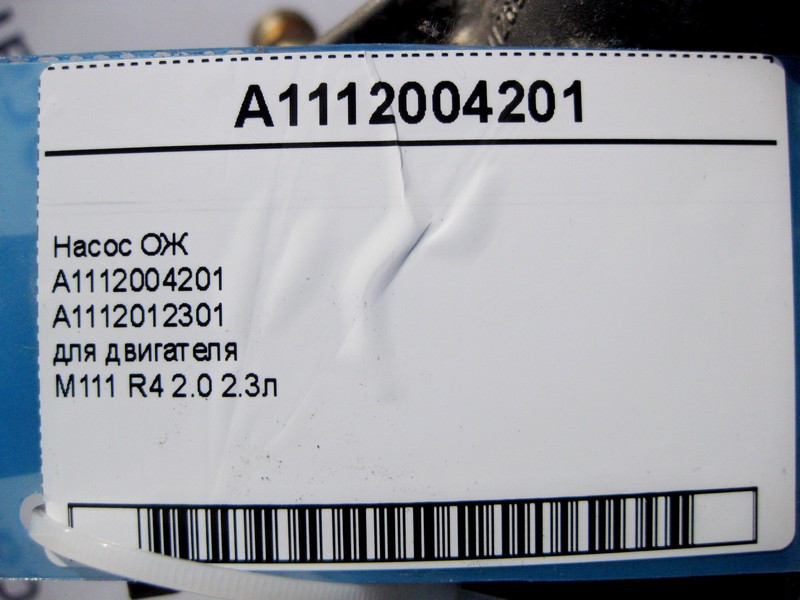 A1112004201
Насос ОЖ
A1112004201
A1112012301
для двигателя
M111 R4 2.0 2.3л